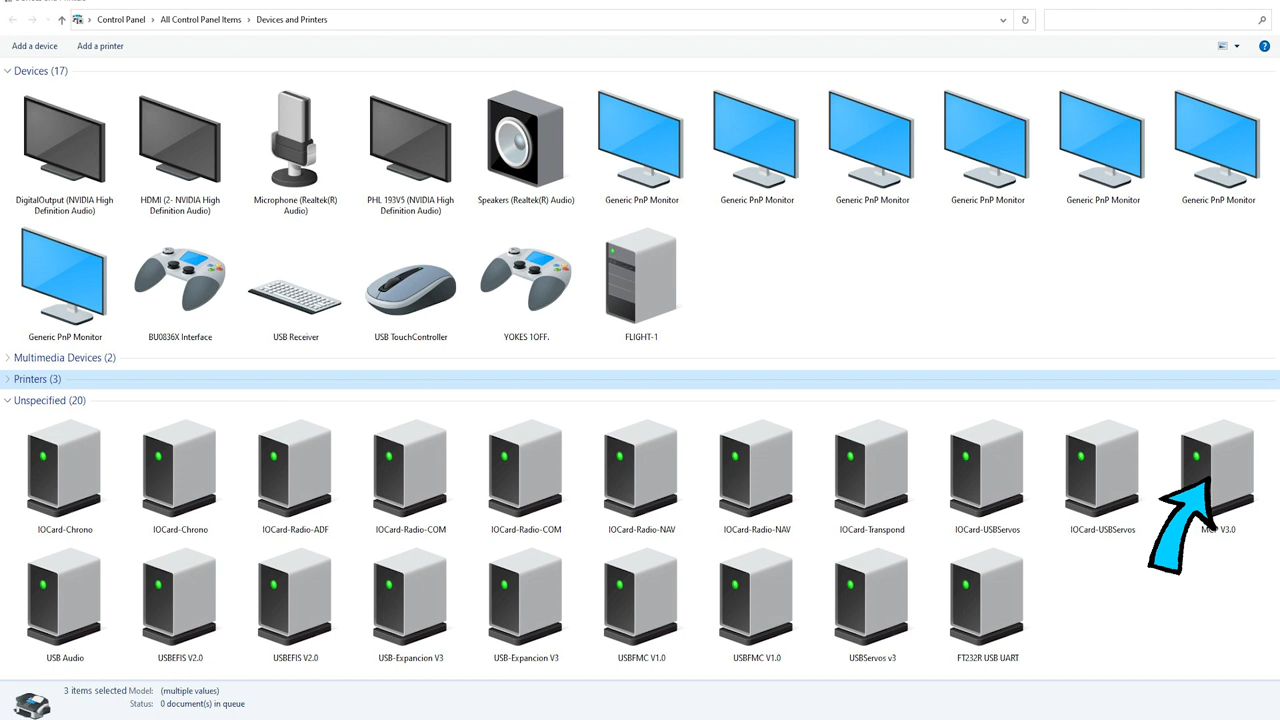 Control Panel > All Control Panel Items > Devices and Printers
Add a device Add a printer
Devices (17)
DigitalOutput (NVIDIA High Definition Audio)
HDMI (2- NVIDIA High Definition Audio)
Microphone (Realtek(R) Audio)
PHL 193V5 (NVIDIA High Definition Audio)
Speakers (Realtek(R) Audio)
Generic PnP Monitor
Generic PnP Monitor
Generic PnP Monitor
Generic PnP Monitor
Generic PnP Monitor
Generic PnP Monitor
Generic PnP Monitor
BU0836X Interface
USB Receiver
USB TouchController
YOKES 1OFF.
FLIGHT-1
Multimedia Devices (2)
Printers (3)
Unspecified (20)
IOCard-Chrono
IOCard-Chrono
IOCard-Radio-ADF
IOCard-Radio-COM
IOCard-Radio-COM
IOCard-Radio-NAV
IOCard-Radio-NAV
IOCard-Transpond
IOCard-USBServos
IOCard-USBServos
MCP V3.0
USB Audio
USBEFIS V2.0
USBEFIS V2.0
USB-Expancion V3
USB-Expancion V3
USBFMC V1.0
USBFMC V1.0
USBServos v3
FT232R USB UART
3 items selected Model: (multiple values)
Status: 0 document(s) in queue